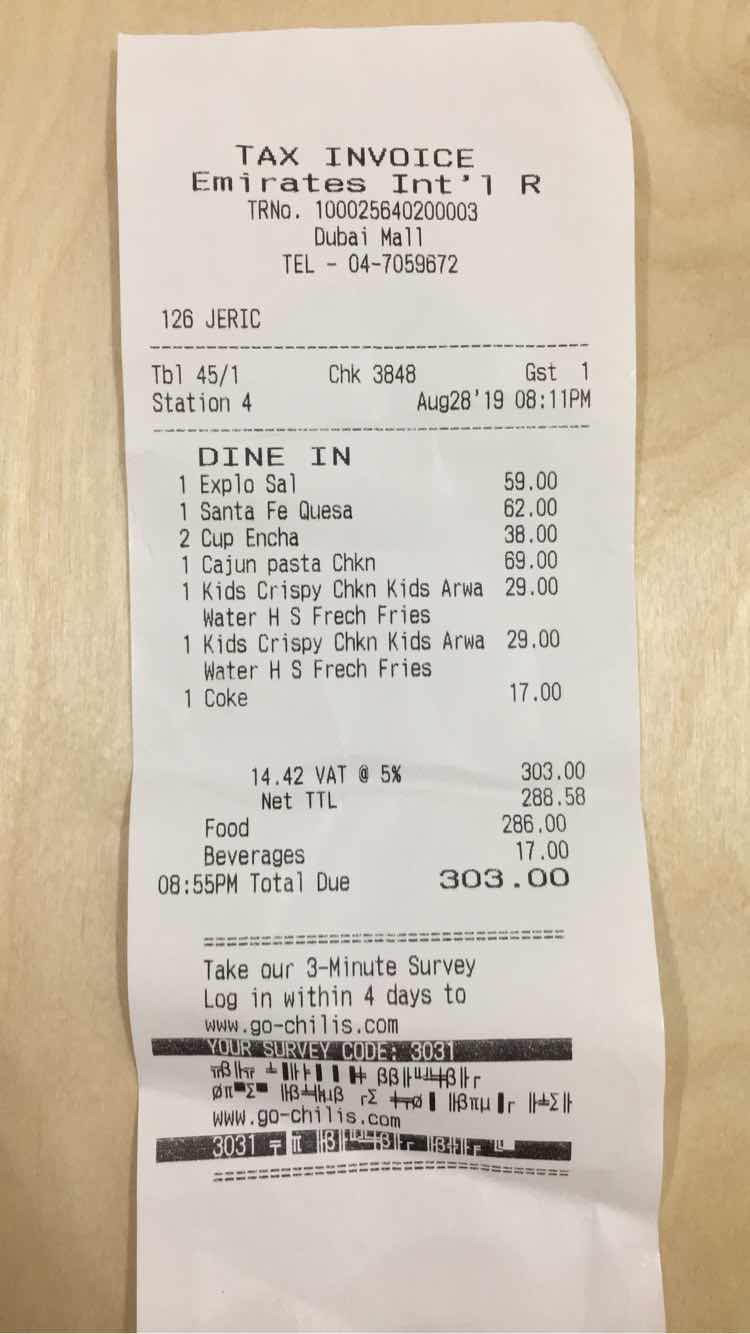 TAX INVOICE
Emirates Int'l R
TRNo. 100025640200003
Dubai Mall
TEL - 04-7059672
126 JERIC
Tbl 45/1 Chk 3848 Gst 1
Station 4 Aug28'19 08:11PM
DINE IN
1 Explo Sal 59.00
1 Santa Fe Quesa 62.00
2 Cup Encha 38.00
1 Cajun pasta Chkn 69.00
1 Kids Crispy Chkn Kids Arwa 29.00
Water H S Frech Fries
1 Kids Crispy Chkn Kids Arwa 29.00
Water H S Frech Fries
1 Coke 17.00
14.42 VAT @ 5% 303.00
Net TTL 288.58
Food 286.00
Beverages 17.00
08:55PM Total Due 303.00
Take our 3-Minute Survey
Log in within 4 days to
www.go-chilis.com
YOUR SURVEY CODE: 3031
www.go-chilis.com
3031